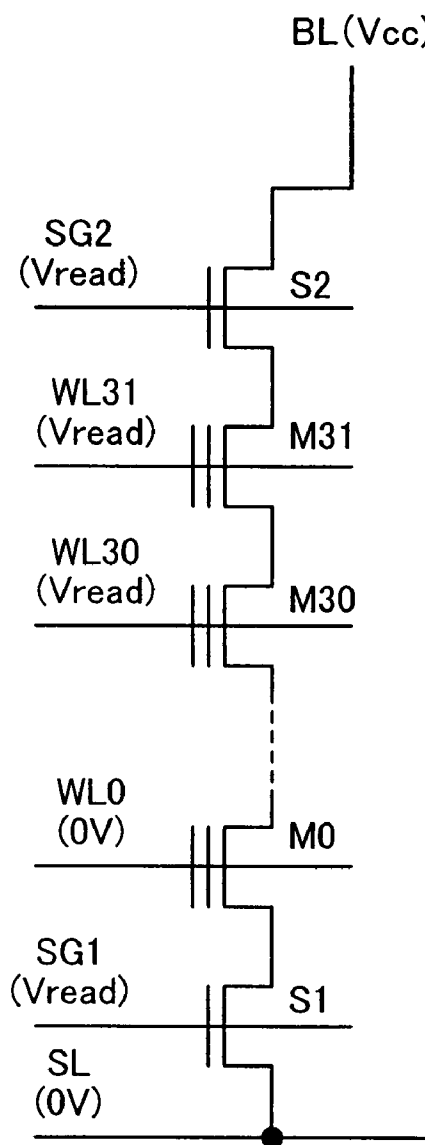 BL(Vcc)
SG2
(Vread)
S2
WL31
(Vread)
M31
WL30
(Vread)
M30
WL0
(0V)
M0
SG1
(Vread)
S1
SL
(0V)